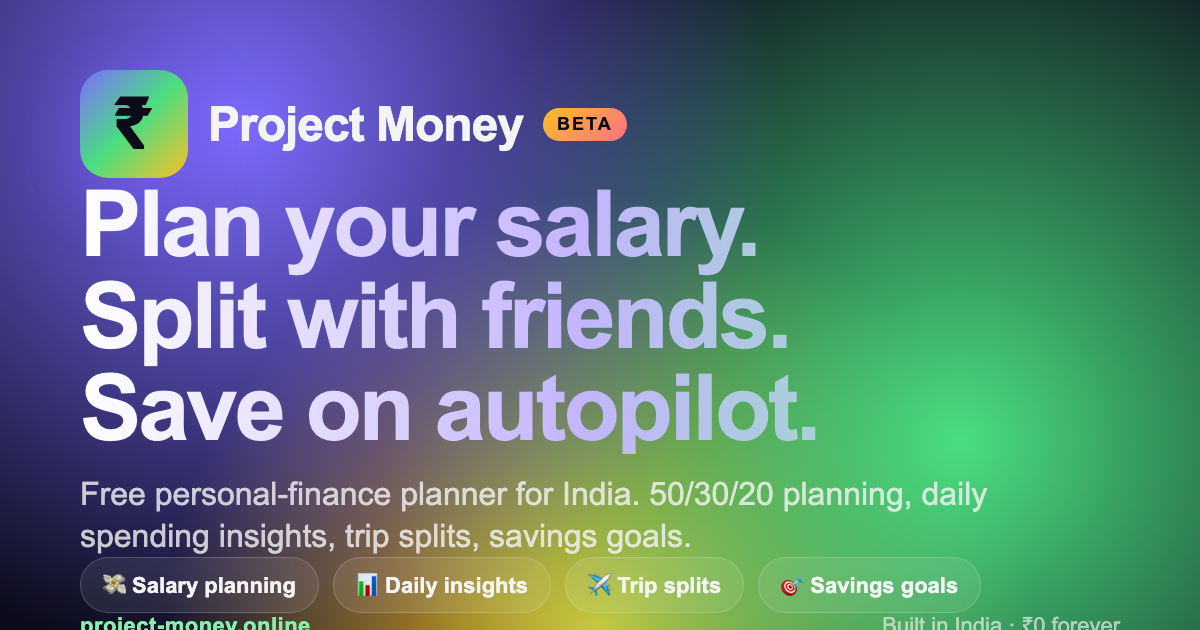 ₹
Project Money
BETA
Plan your salary.
Split with friends.
Save on autopilot.
Free personal-finance planner for India. 50/30/20 planning, daily
spending insights, trip splits, savings goals.
💸 Salary planning
📊 Daily insights
✈️ Trip splits
🎯 Savings goals
project-money.online
Built in India · ₹0 forever